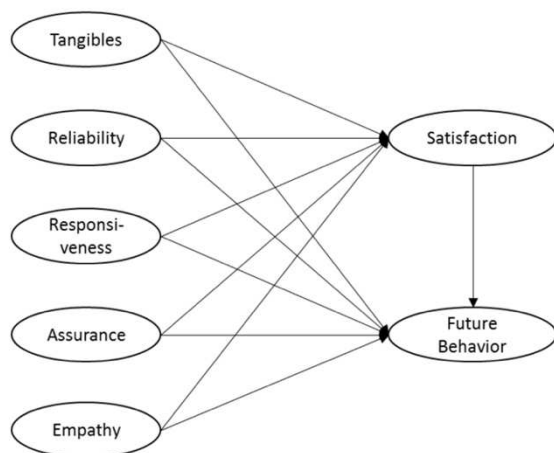 Tangibles
Reliability
Responsi-
veness
Assurance
Empathy
Satisfaction
Future
Behavior